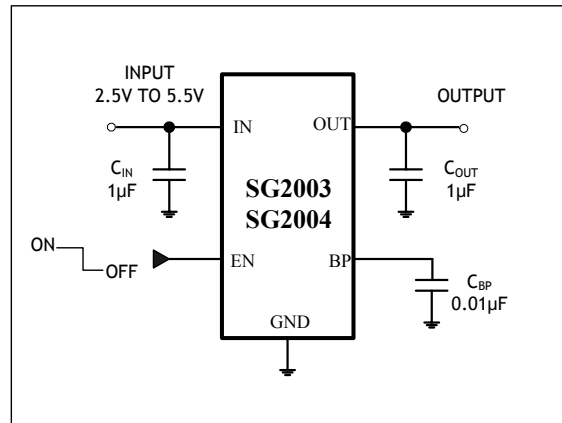 INPUT
2.5V TO 5.5V
OUTPUT
IN
OUT
CIN
1µF
COUT
1µF
SG2003
SG2004
ON
OFF
EN
BP
CBP
0.01µF
GND